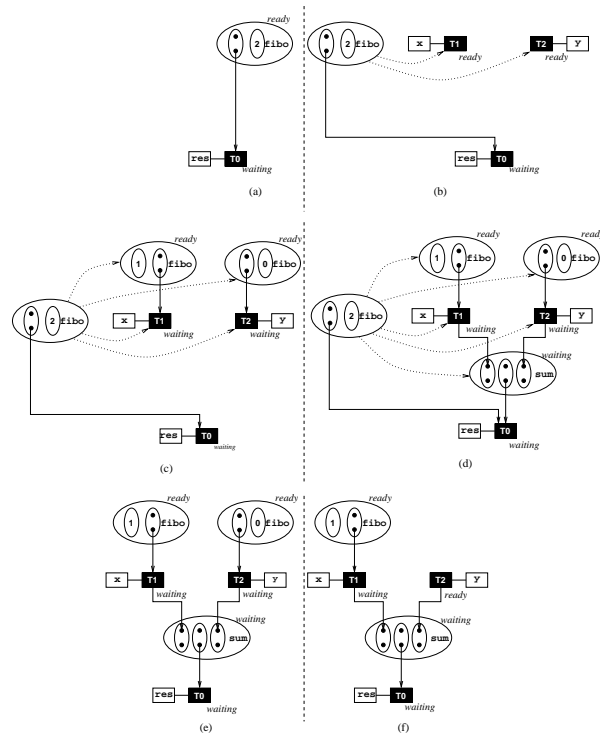 ready
2 fibo
res T0
waiting
(a)
2 fibo
x T1
ready
T2 y
ready
res T0
waiting
(b)
ready
1 fibo
ready
0 fibo
2 fibo
x T1
waiting
T2 y
waiting
res T0
waiting
(c)
ready
1 fibo
ready
0 fibo
2 fibo
x T1
waiting
T2 y
waiting
waiting
sum
res T0
waiting
(d)
ready
1 fibo
ready
0 fibo
x T1
waiting
T2 y
waiting
waiting
sum
res T0
waiting
(e)
ready
1 fibo
x T1
waiting
T2 y
ready
waiting
sum
res T0
waiting
(f)